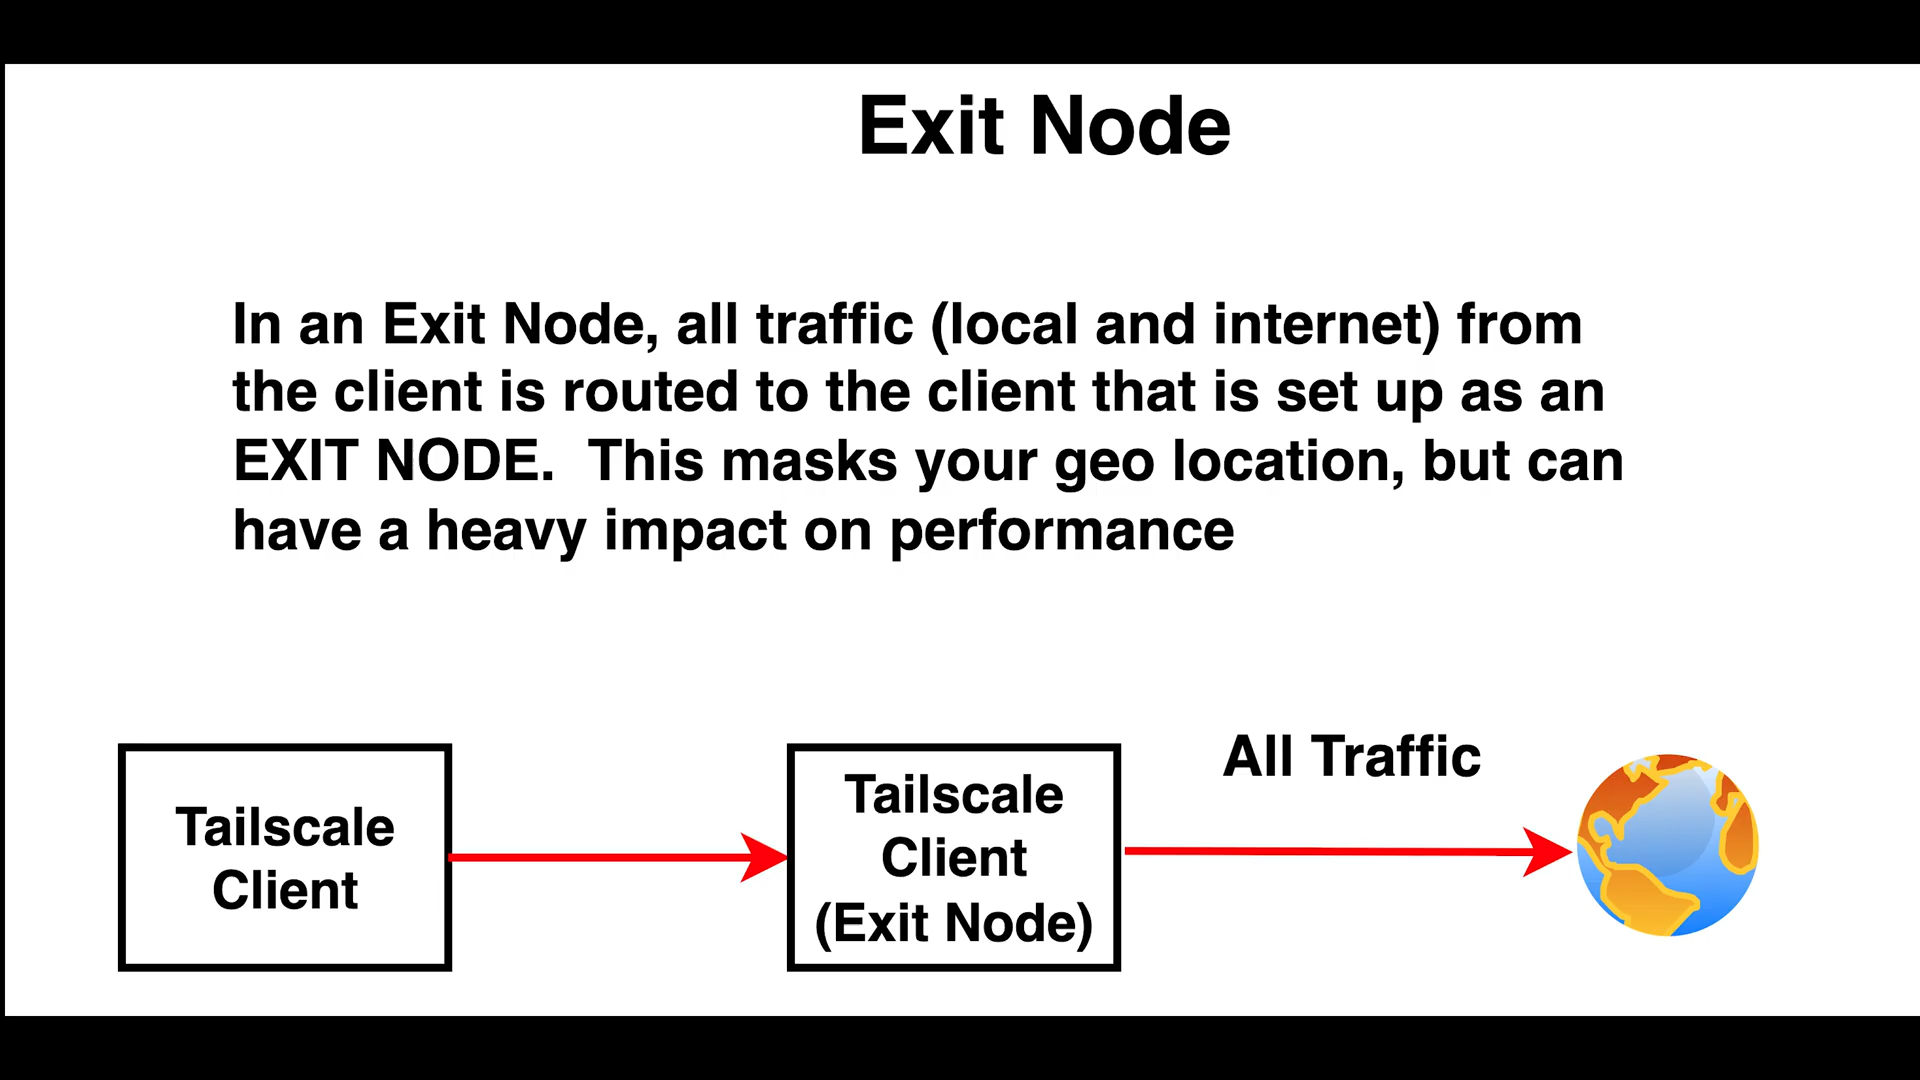 Exit Node
In an Exit Node, all traffic (local and internet) from
the client is routed to the client that is set up as an
EXIT NODE.  This masks your geo location, but can
have a heavy impact on performance
Tailscale
Client
Tailscale
Client
(Exit Node)
All Traffic